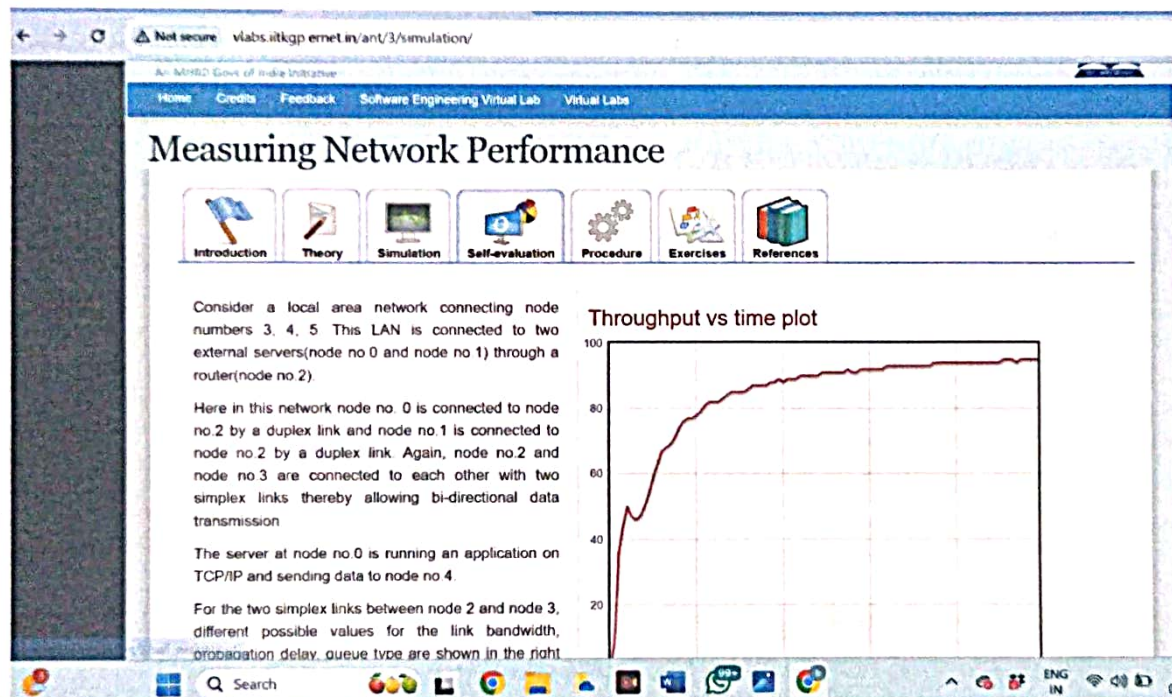 Not secure vlabs.iitkgp.ernet.in/ant/3/simulation/
An MHRD Govt of India Initiative
Home Credits Feedback Software Engineering Virtual Lab Virtual Labs
Measuring Network Performance
Introduction Theory Simulation Self-evaluation Procedure Exercises References
Consider a local area network connecting node
numbers 3, 4, 5. This LAN is connected to two
external servers(node no.0 and node no.1) through a
router(node no.2).
Here in this network node no. 0 is connected to node
no.2 by a duplex link and node no.1 is connected to
node no.2 by a duplex link. Again, node no.2 and
node no.3 are connected to each other with two
simplex links thereby allowing bi-directional data
transmission
The server at node no.0 is running an application on
TCP/IP and sending data to node no.4.
For the two simplex links between node 2 and node 3,
different possible values for the link bandwidth,
propagation delay, queue type are shown in the right
Throughput vs time plot
100
80
60
40
20
Search
99+
ENG
IN